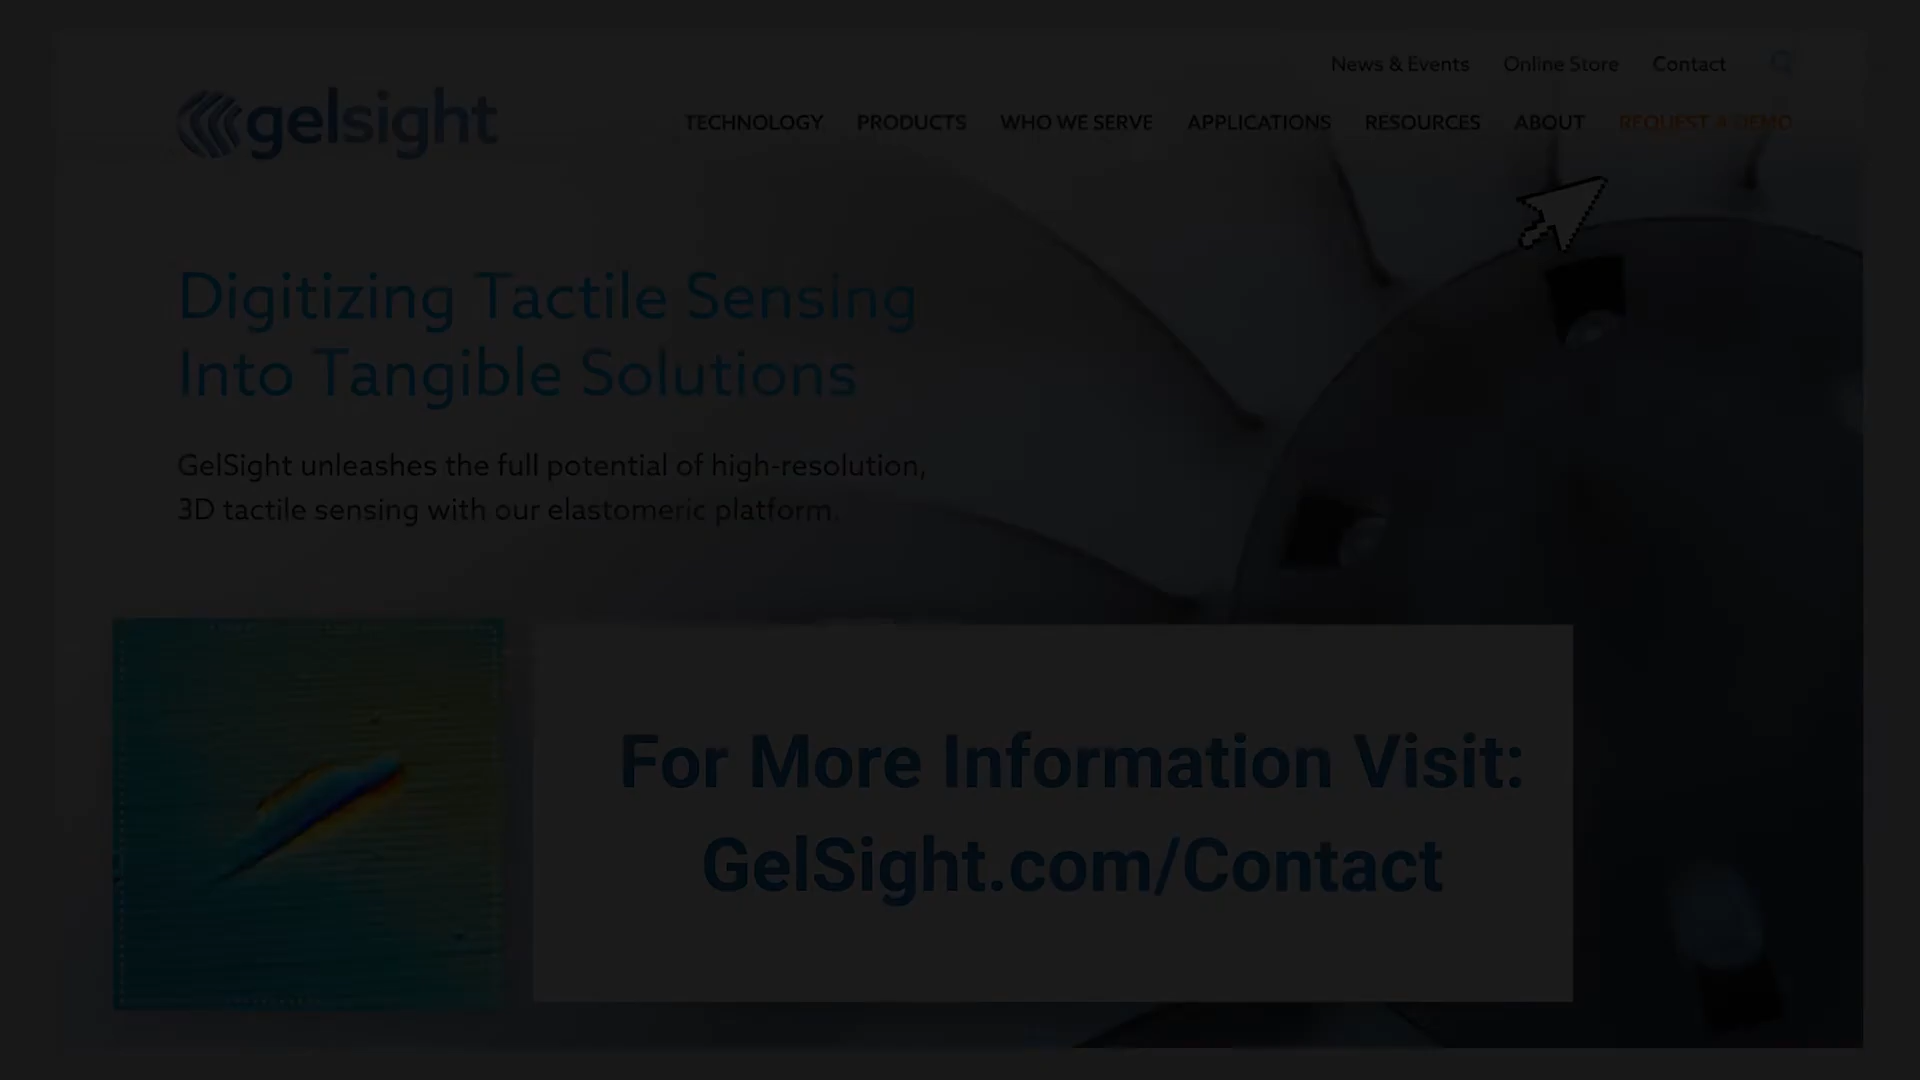 News & Events Online Store Contact
gelsight
TECHNOLOGY PRODUCTS WHO WE SERVE APPLICATIONS RESOURCES ABOUT REQUEST A DEMO
Digitizing Tactile Sensing
Into Tangible Solutions
GelSight unleashes the full potential of high-resolution,
3D tactile sensing with our elastomeric platform.
For More Information Visit:
GelSight.com/Contact